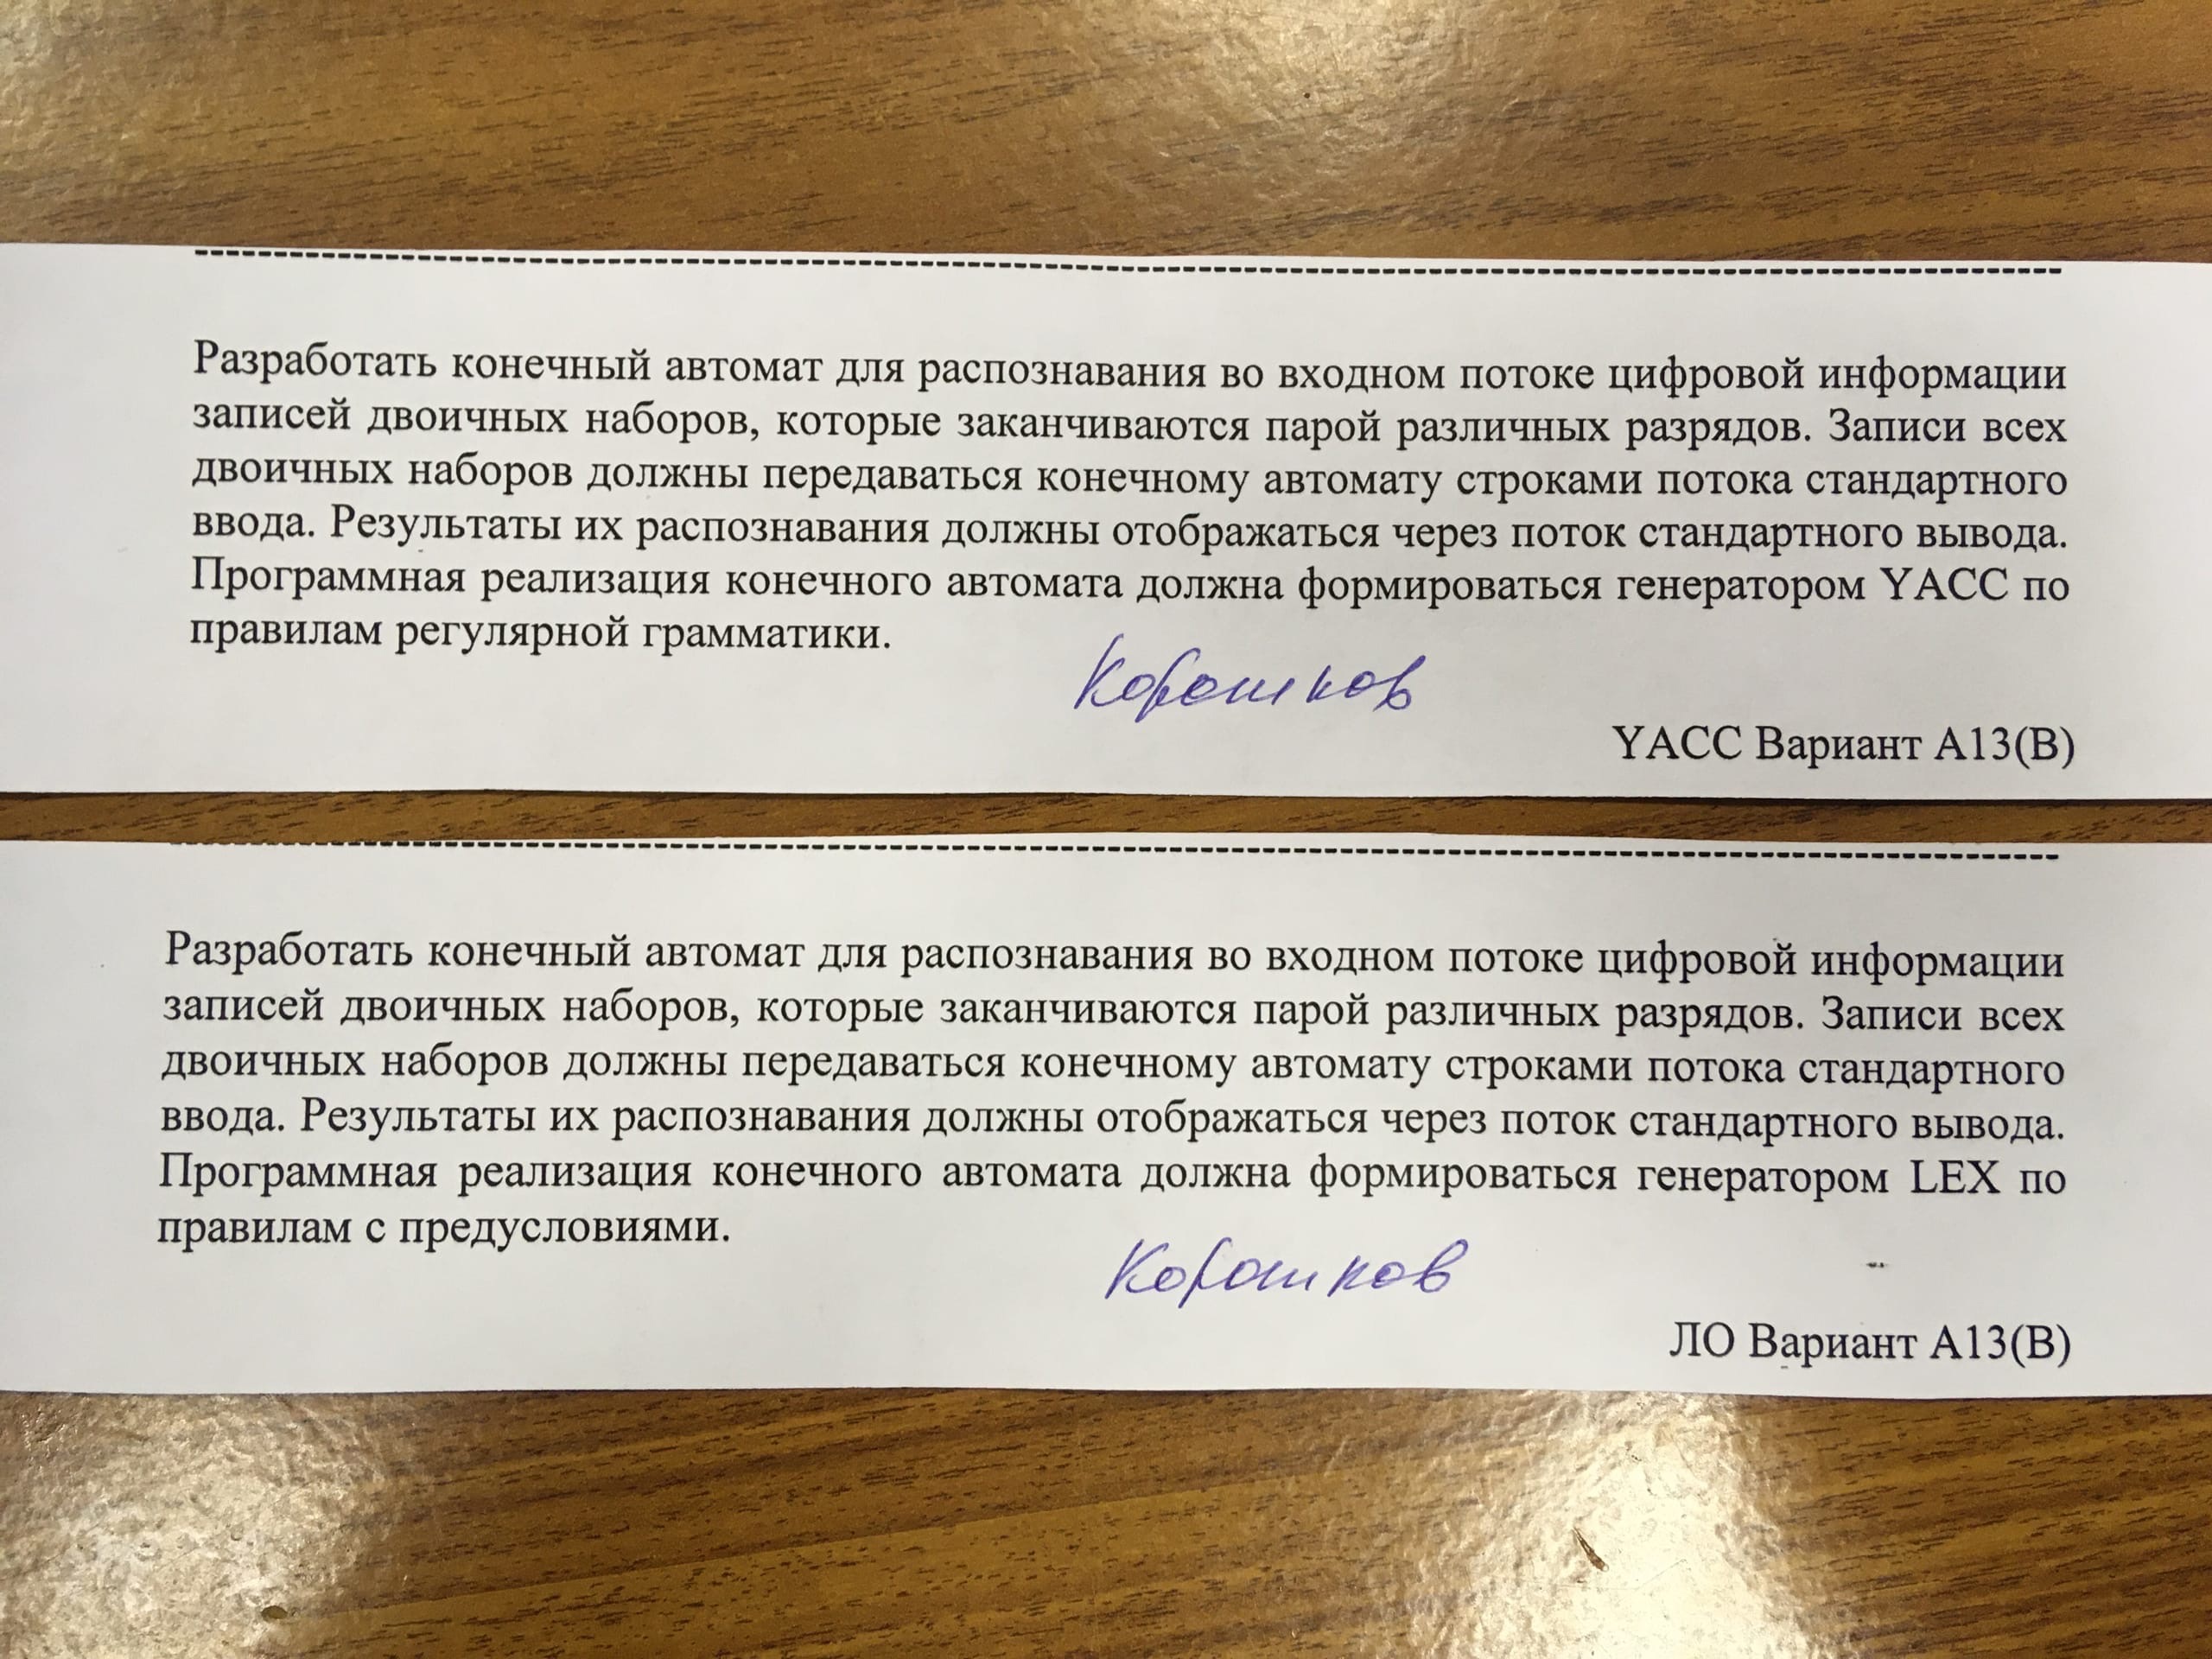 Разработать конечный автомат для распознавания во входном потоке цифровой информации
записей двоичных наборов, которые заканчиваются парой различных разрядов. Записи всех
двоичных наборов должны передаваться конечному автомату строками потока стандартного
ввода. Результаты их распознавания должны отображаться через поток стандартного вывода.
Программная реализация конечного автомата должна формироваться генератором YACC по
правилам регулярной грамматики.
Корошков
YACC Вариант A13(B)
Разработать конечный автомат для распознавания во входном потоке цифровой информации
записей двоичных наборов, которые заканчиваются парой различных разрядов. Записи всех
двоичных наборов должны передаваться конечному автомату строками потока стандартного
ввода. Результаты их распознавания должны отображаться через поток стандартного вывода.
Программная реализация конечного автомата должна формироваться генератором LEX по
правилам с предусловиями.
Корошков
ЛО Вариант A13(B)